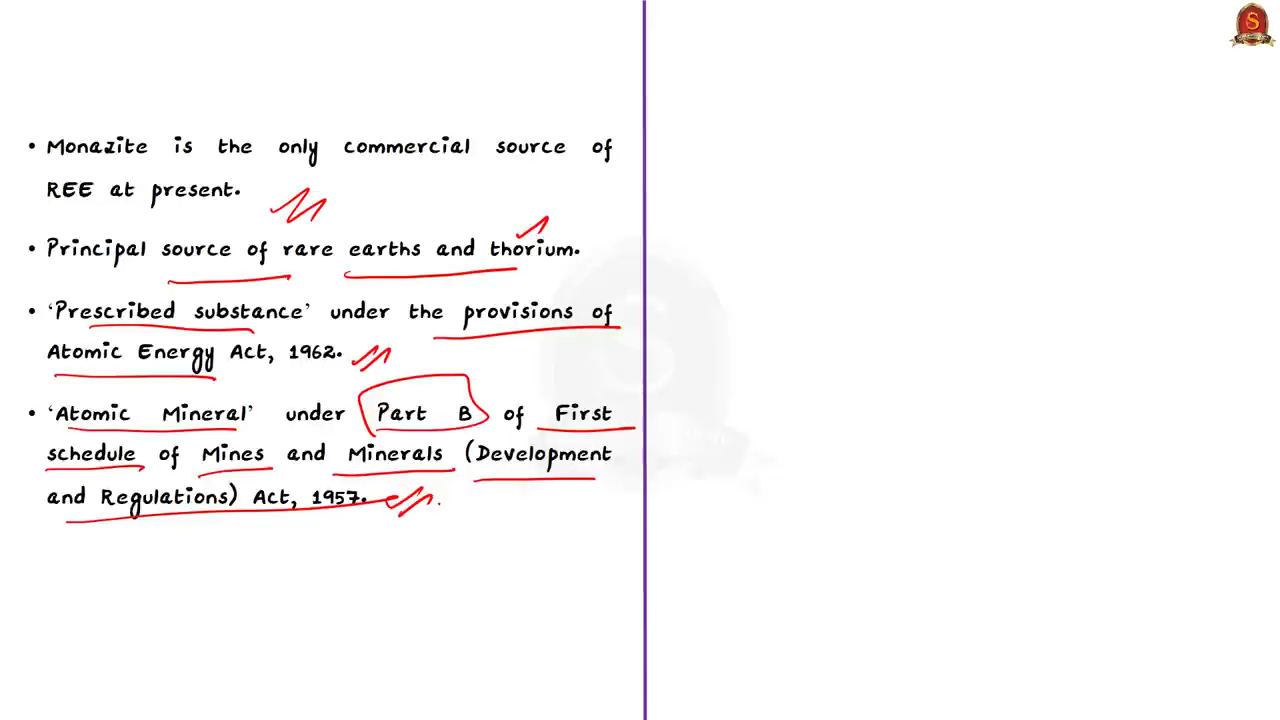 • Monazite is the only commercial source of
REE at present.
• Principal source of rare earths and thorium.
• 'Prescribed substance' under the provisions of
Atomic Energy Act, 1962.
• 'Atomic Mineral' under Part B of First
schedule of Mines and Minerals (Development
and Regulations) Act, 1957.
S